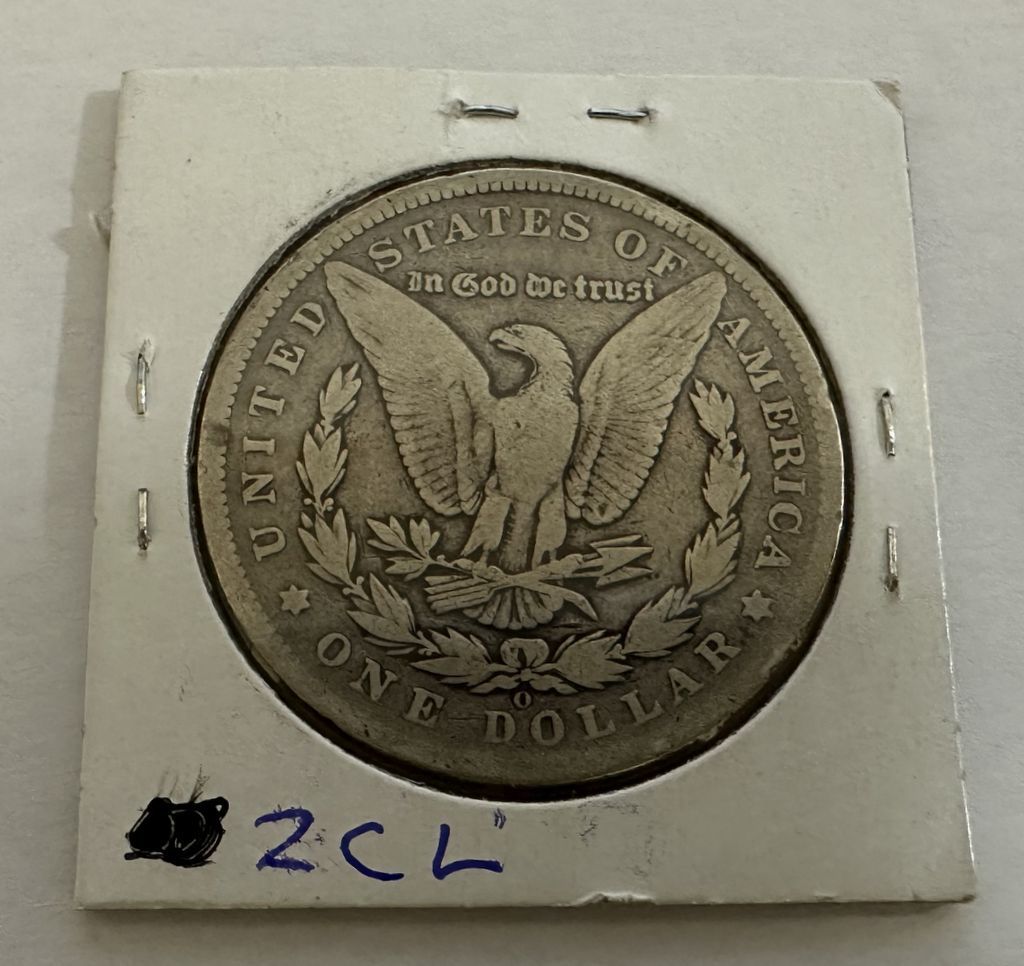 UNITED STATES OF AMERICA
In God we trust
O
ONE DOLLAR
2CL